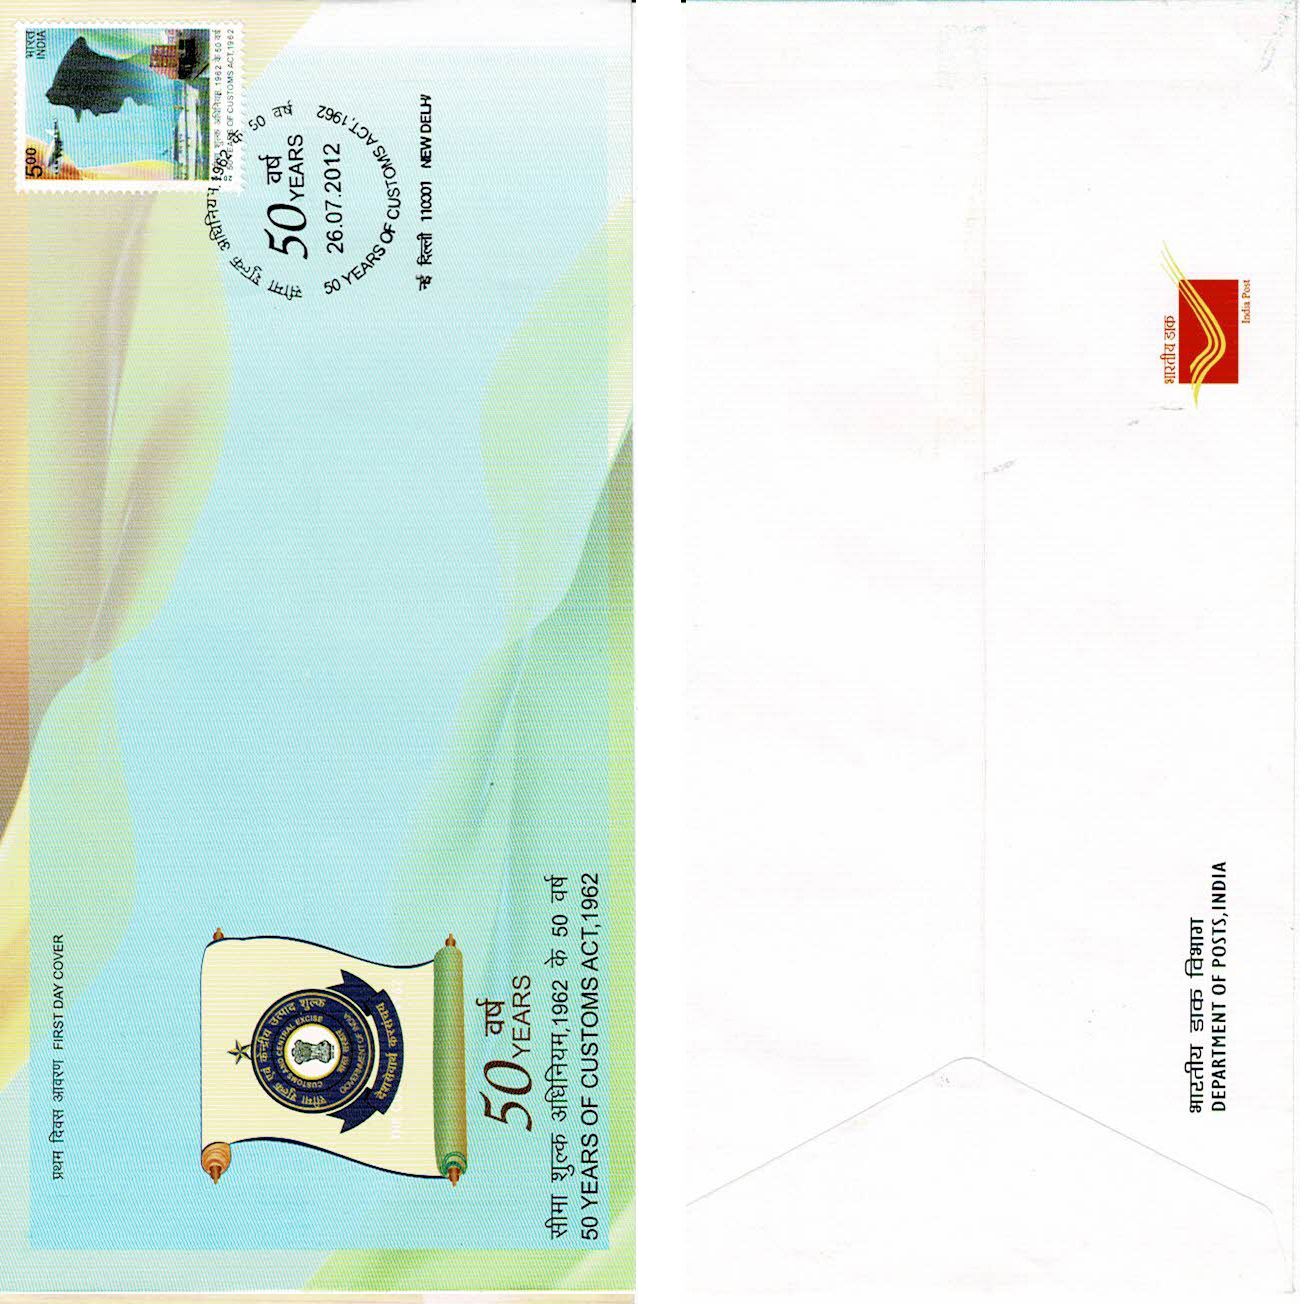 प्रथम दिवस आवरण FIRST DAY COVER
500
भारत
INDIA
सीमा शुल्क अधिनियम, 1962 के 50 वर्ष
50 YEARS OF CUSTOMS ACT,1962
सीमा शुल्क अधिनियम, 1962 के 50 वर्ष
50 वर्ष
YEARS
26.07.2012
50 YEARS OF CUSTOMS ACT, 1962
नई दिल्ली 110001 NEW DELHI
सीमा शुल्क एवं केन्द्रीय उत्पाद शुल्क
CUSTOMS AND CENTRAL EXCISE
भारत सरकार
GOVERNMENT OF INDIA
देशसेवार्थ करसंचय
50 वर्ष
YEARS
सीमा शुल्क अधिनियम,1962 के 50 वर्ष
50 YEARS OF CUSTOMS ACT,1962
भारतीय डाक विभाग
DEPARTMENT OF POSTS,INDIA
भारतीय डाक
India Post